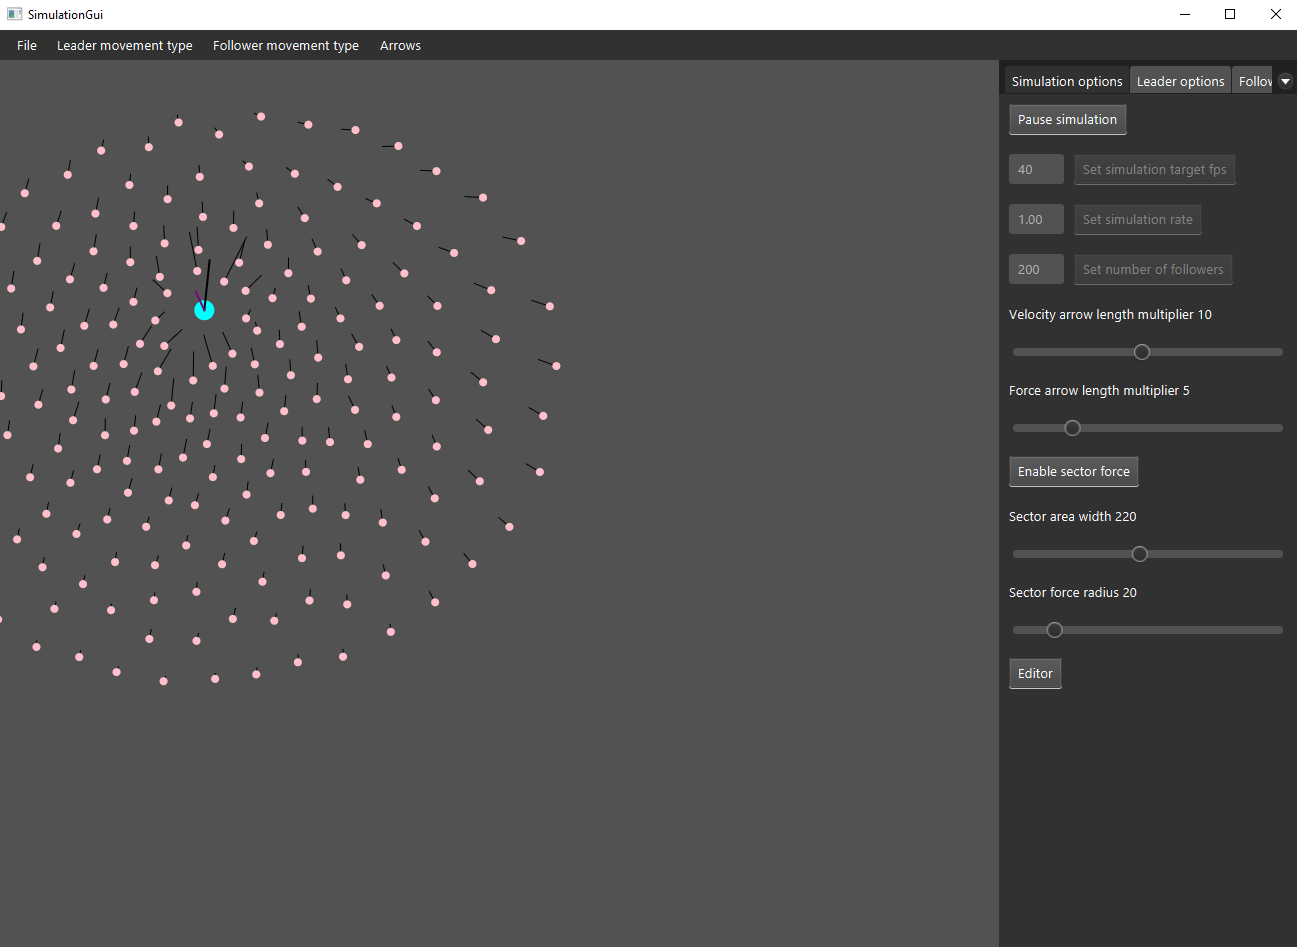 SimulationGui
File Leader movement type Follower movement type Arrows
Simulation options Leader options Follow
Pause simulation
40 Set simulation target fps
1.00 Set simulation rate
200 Set number of followers
Velocity arrow length multiplier 10
Force arrow length multiplier 5
Enable sector force
Sector area width 220
Sector force radius 20
Editor